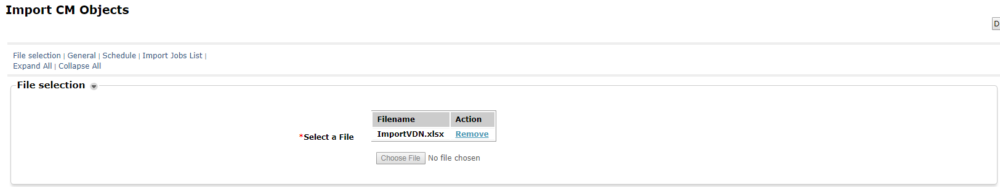 Import CM Objects
D
File selection | General | Schedule | Import Jobs List |
Expand All | Collapse All
File selection
Filename Action
ImportVDN.xlsx Remove
*Select a File
Choose File No file chosen